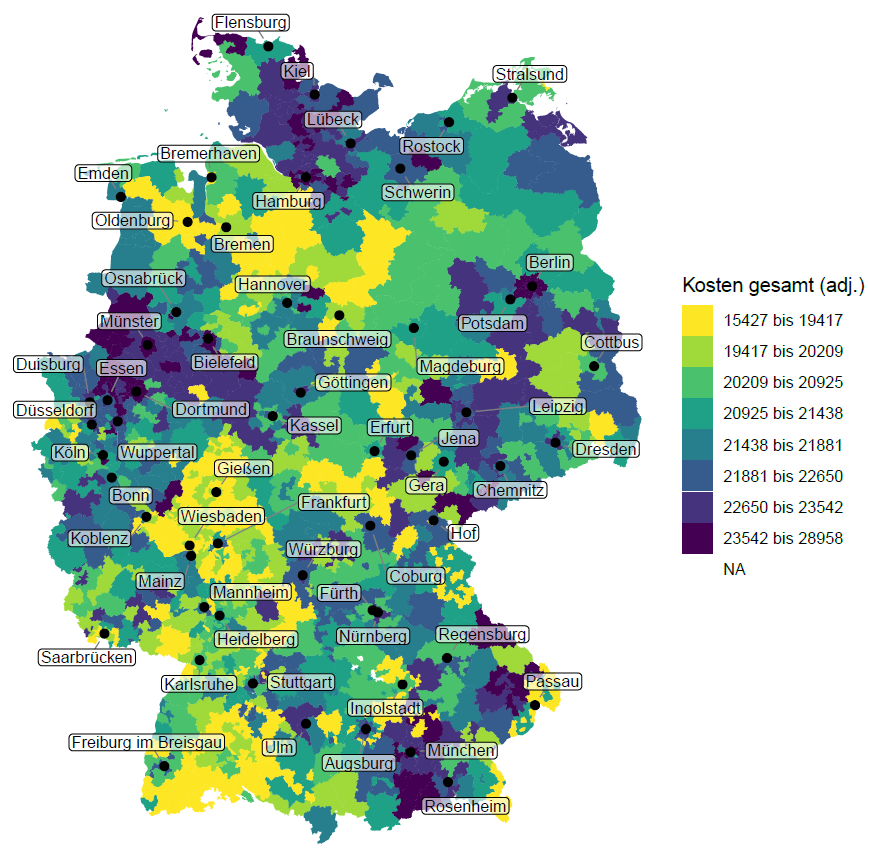 Flensburg
Kiel
Stralsund
Lübeck
Rostock
Bremerhaven
Emden
Schwerin
Hamburg
Oldenburg
Bremen
Berlin
Osnabrück
Hannover
Potsdam
Münster
Braunschweig
Cottbus
Bielefeld
Duisburg
Essen
Magdeburg
Göttingen
Düsseldorf
Dortmund
Leipzig
Kassel
Erfurt
Jena
Köln
Wuppertal
Dresden
Gießen
Gera
Chemnitz
Bonn
Frankfurt
Wiesbaden
Hof
Koblenz
Würzburg
Coburg
Mainz
Mannheim
Fürth
Nürnberg
Regensburg
Heidelberg
Saarbrücken
Karlsruhe
Stuttgart
Passau
Ingolstadt
Freiburg im Breisgau
Ulm
München
Augsburg
Rosenheim
Kosten gesamt (adj.)
15427 bis 19417
19417 bis 20209
20209 bis 20925
20925 bis 21438
21438 bis 21881
21881 bis 22650
22650 bis 23542
23542 bis 28958
NA